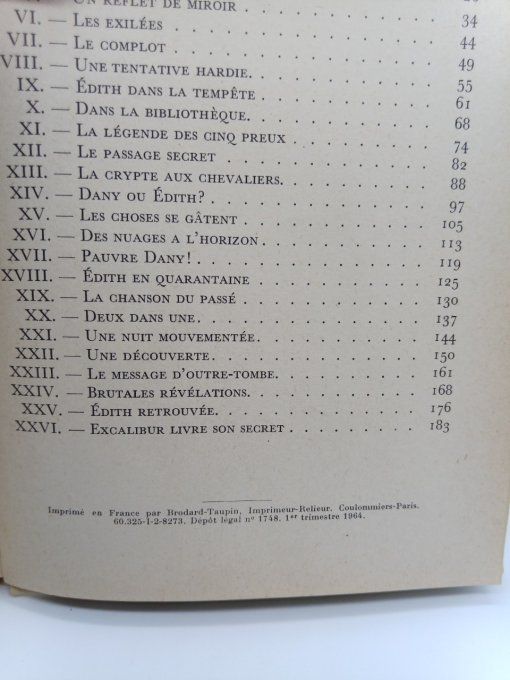 UN REFLET DE MIROIR
VI. — LES EXILÉES 34
VII. — LE COMPLOT 44
VIII. — UNE TENTATIVE HARDIE. 49
IX. — ÉDITH DANS LA TEMPÊTE 55
X. — DANS LA BIBLIOTHÈQUE. 61
XI. — LA LÉGENDE DES CINQ PREUX 68
XII. — LE PASSAGE SECRET 74
XIII. — LA CRYPTE AUX CHEVALIERS. 82
XIV. — DANY OU ÉDITH? 88
XV. — LES CHOSES SE GÂTENT 97
XVI. — DES NUAGES A L'HORIZON 105
XVII. — PAUVRE DANY! 113
XVIII. — ÉDITH EN QUARANTAINE 119
XIX. — LA CHANSON DU PASSÉ 125
XX. — DEUX DANS UNE. 130
XXI. — UNE NUIT MOUVEMENTÉE. 137
XXII. — UNE DÉCOUVERTE. 144
XXIII. — LE MESSAGE D'OUTRE-TOMBE. 150
XXIV. — BRUTALES RÉVÉLATIONS. 161
XXV. — ÉDITH RETROUVÉE. 168
XXVI. — EXCALIBUR LIVRE SON SECRET 176
183
Imprimé en France par Brodard-Taupin, Imprimeur-Relieur. Coulommiers-Paris.
60.325-I-2-8273. Dépôt légal nº 1748. 1er trimestre 1964.